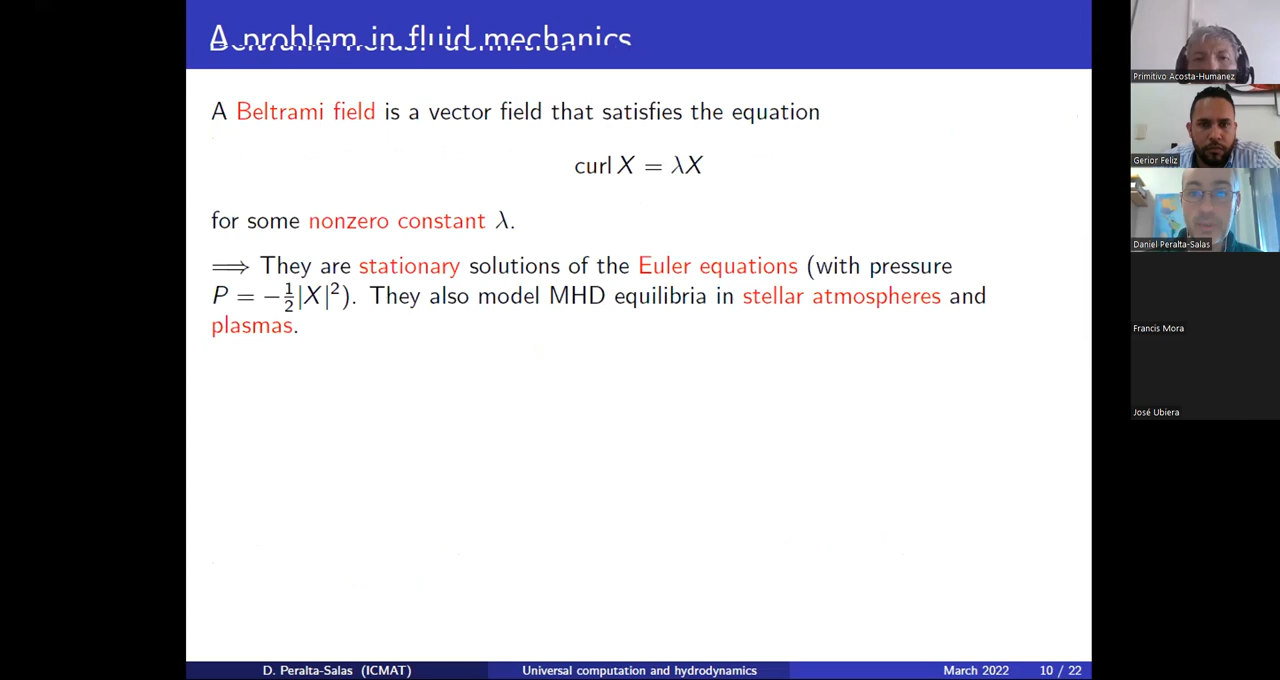 A problem in fluid mechanics
A Beltrami field is a vector field that satisfies the equation
curl X = λX
for some nonzero constant λ.
⟹ They are stationary solutions of the Euler equations (with pressure
P = −½|X|²). They also model MHD equilibria in stellar atmospheres and
plasmas.
D. Peralta-Salas (ICMAT) Universal computation and hydrodynamics March 2022 10 / 22
Primitivo Acosta-Humanez
Gerior Feliz
Daniel Peralta-Salas
Francis Mora
José Ubiera